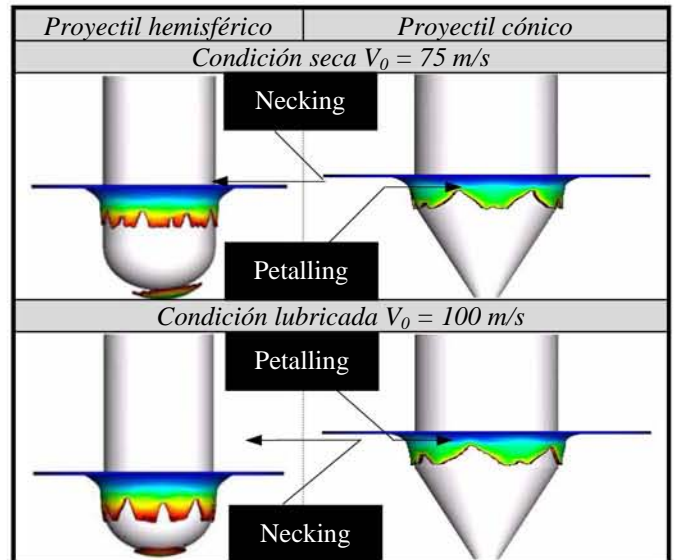 Proyectil hemisférico
Proyectil cónico
Condición seca V₀ = 75 m/s
Necking
Petalling
Condición lubricada V₀ = 100 m/s
Petalling
Necking